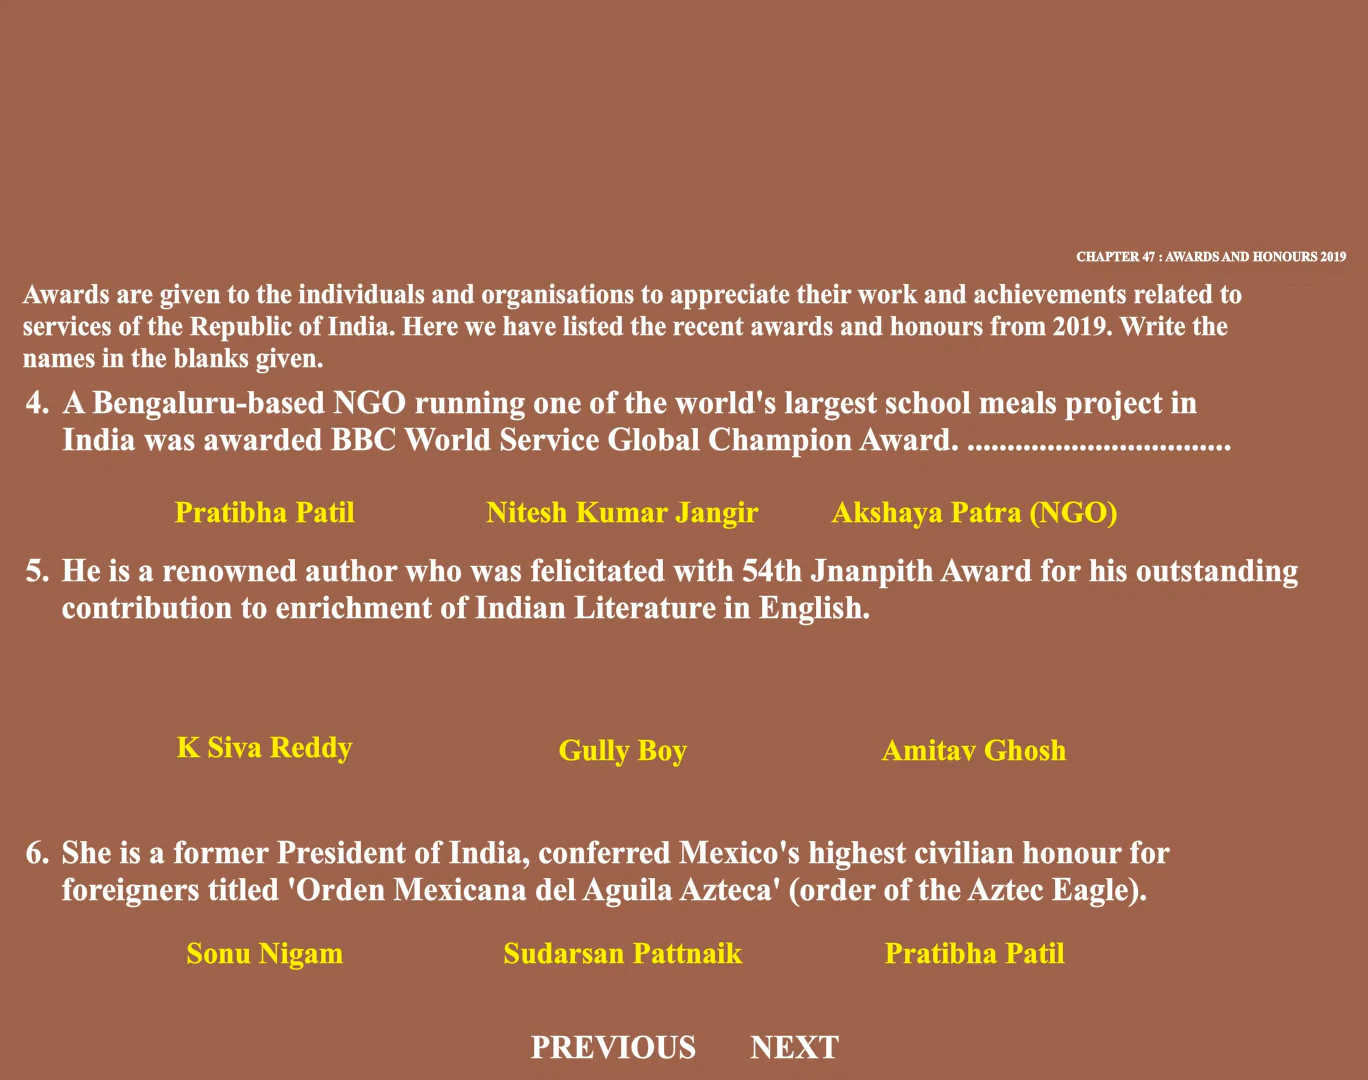 CHAPTER 47 : AWARDS AND HONOURS 2019
Awards are given to the individuals and organisations to appreciate their work and achievements related to
services of the Republic of India. Here we have listed the recent awards and honours from 2019. Write the
names in the blanks given.
4. A Bengaluru-based NGO running one of the world's largest school meals project in
India was awarded BBC World Service Global Champion Award. .................................
Pratibha Patil Nitesh Kumar Jangir Akshaya Patra (NGO)
5. He is a renowned author who was felicitated with 54th Jnanpith Award for his outstanding
contribution to enrichment of Indian Literature in English.
K Siva Reddy Gully Boy Amitav Ghosh
6. She is a former President of India, conferred Mexico's highest civilian honour for
foreigners titled 'Orden Mexicana del Aguila Azteca' (order of the Aztec Eagle).
Sonu Nigam Sudarsan Pattnaik Pratibha Patil
PREVIOUS NEXT